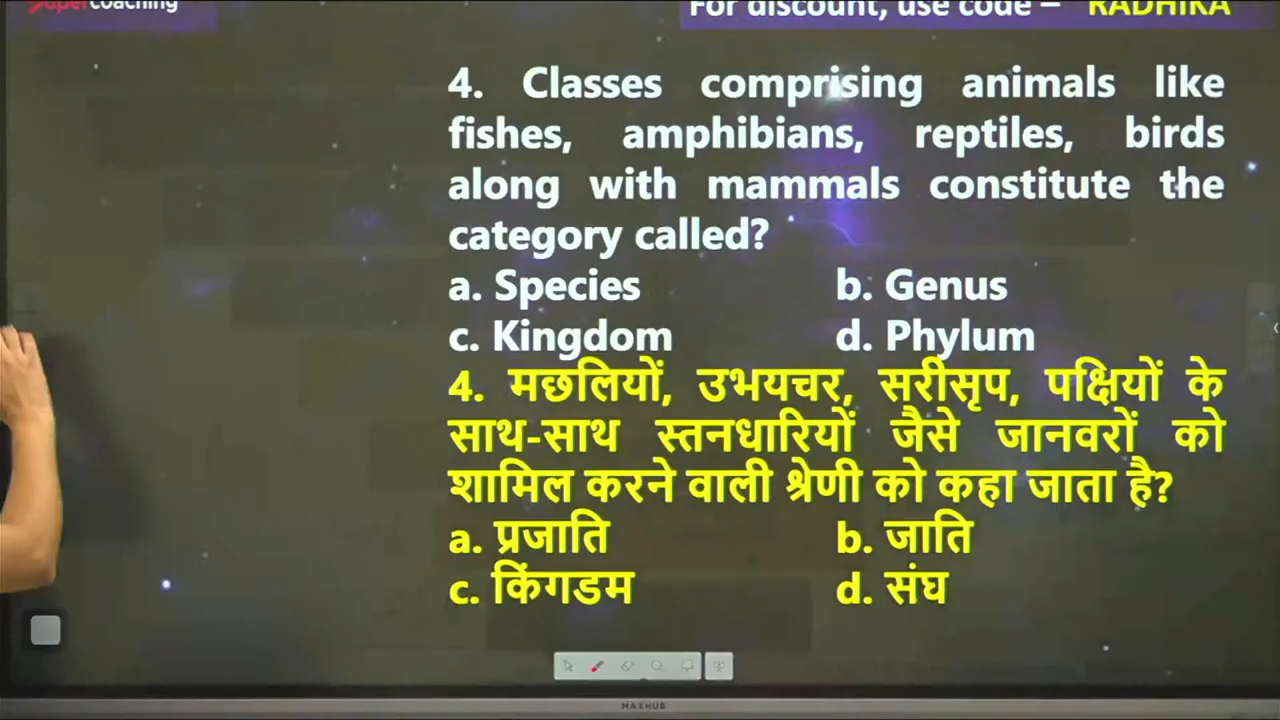 Supercoaching
For discount, use code – RADHIKA
4. Classes comprising animals like
fishes, amphibians, reptiles, birds
along with mammals constitute the
category called?
a. Species b. Genus
c. Kingdom d. Phylum
4. मछलियों, उभयचर, सरीसृप, पक्षियों के
साथ-साथ स्तनधारियों जैसे जानवरों को
शामिल करने वाली श्रेणी को कहा जाता है?
a. प्रजाति b. जाति
c. किंगडम d. संघ
MAXHUB